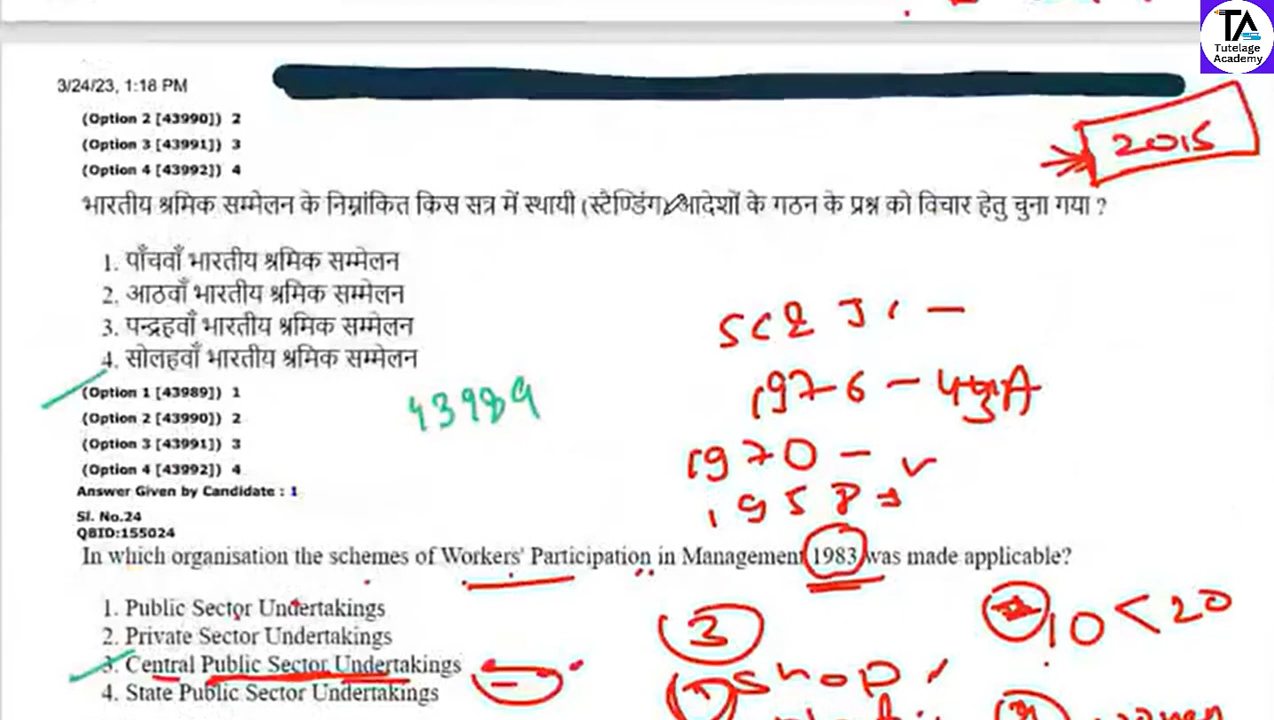 TA
Tutelage
Academy
3/24/23, 1:18 PM
(Option 2 [43990]) 2
(Option 3 [43991]) 3
(Option 4 [43992]) 4
2015
भारतीय श्रमिक सम्मेलन के निम्नांकित किस सत्र में स्थायी (स्टैण्डिंग) आदेशों के गठन के प्रश्न को विचार हेतु चुना गया ?
1. पाँचवाँ भारतीय श्रमिक सम्मेलन
2. आठवाँ भारतीय श्रमिक सम्मेलन
3. पन्द्रहवाँ भारतीय श्रमिक सम्मेलन
4. सोलहवाँ भारतीय श्रमिक सम्मेलन
(Option 1 [43989]) 1
(Option 2 [43990]) 2
(Option 3 [43991]) 3
(Option 4 [43992]) 4
43989
1976 -
1970 -
1958
Answer Given by Candidate : 1
Sl. No.24
QBID:155024
In which organisation the schemes of Workers' Participation in Management 1983 was made applicable?
1. Public Sector Undertakings
2. Private Sector Undertakings
3. Central Public Sector Undertakings
4. State Public Sector Undertakings
3
10 < 20
shop